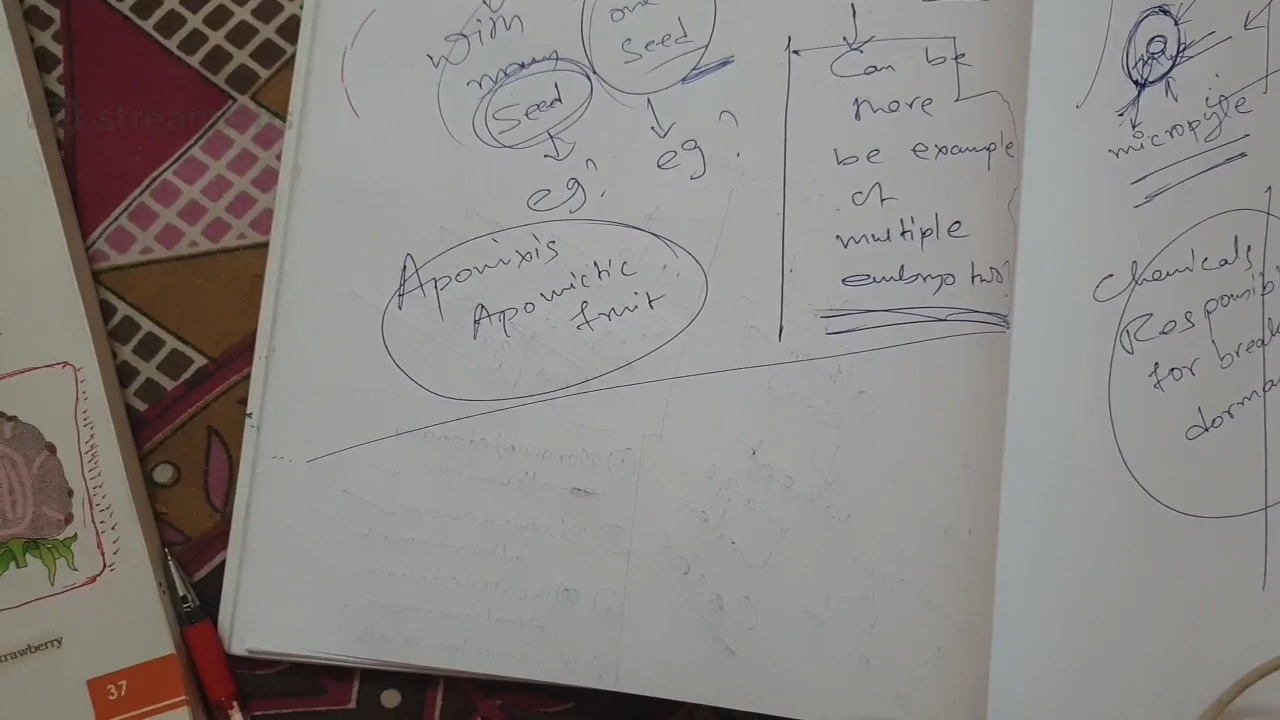 with
many
Seed
eg?
one
Seed
eg?
Apomixis
Apomictic
fruit
Can be
more
be example
of
multiple
embryo
micropyle
Chemicals
Responsib
for break
dorma
strawberry
37